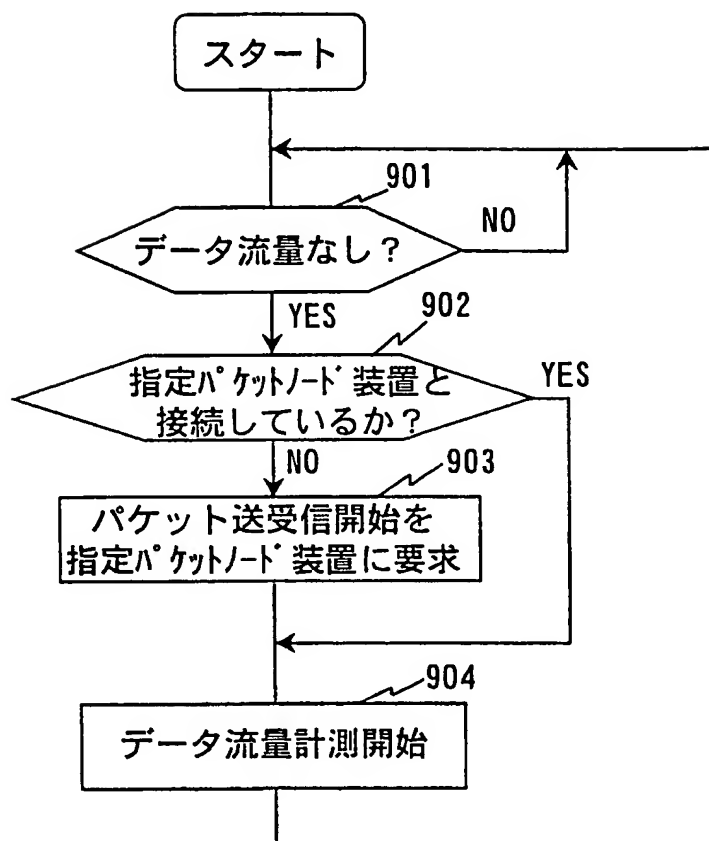 スタート
901
データ流量なし？
NO
YES
902
指定ﾊﾟｹｯﾄﾉｰﾄﾞ装置と
接続しているか？
YES
NO
903
パケット送受信開始を
指定ﾊﾟｹｯﾄﾉｰﾄﾞ装置に要求
904
データ流量計測開始